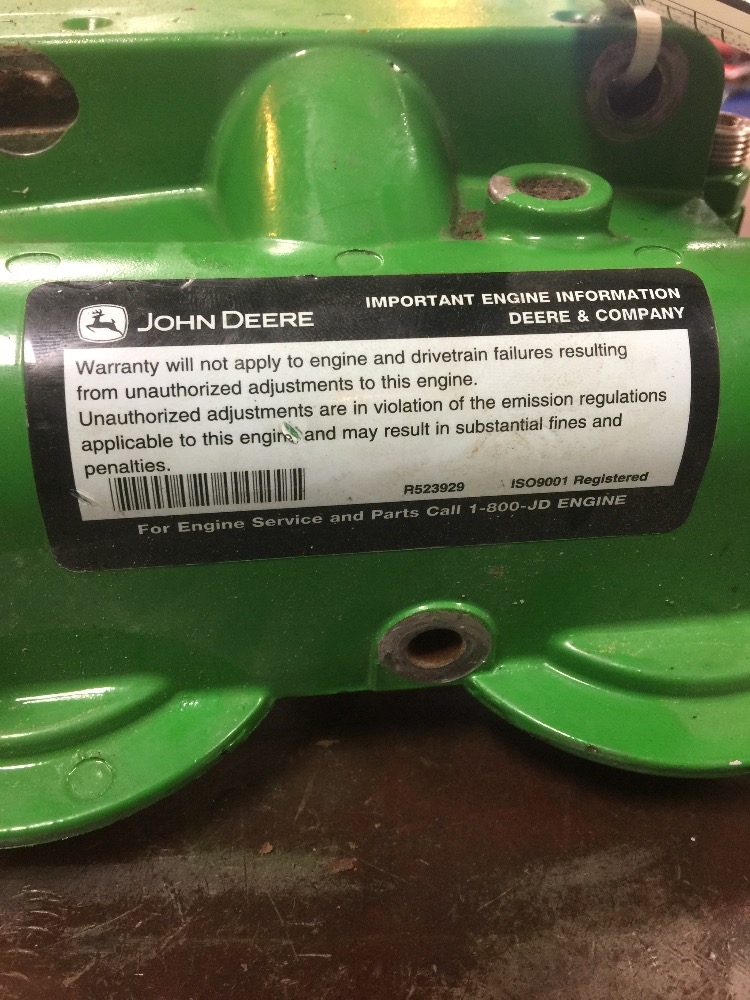 JOHN DEERE
IMPORTANT ENGINE INFORMATION
DEERE & COMPANY
Warranty will not apply to engine and drivetrain failures resulting
from unauthorized adjustments to this engine.
Unauthorized adjustments are in violation of the emission regulations
applicable to this engine and may result in substantial fines and
penalties.
R523929 ISO9001 Registered
For Engine Service and Parts Call 1-800-JD ENGINE